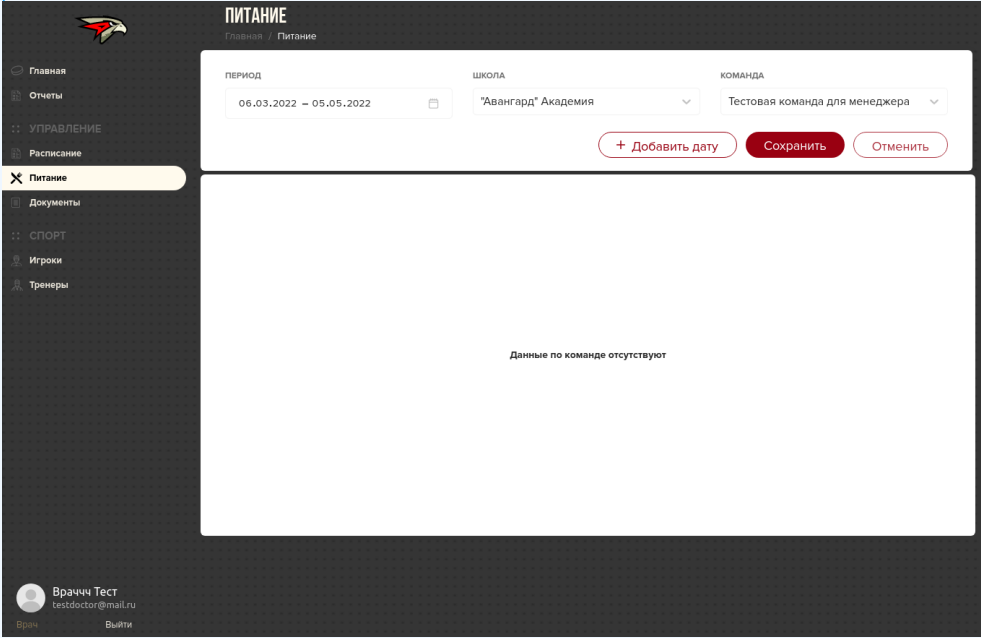 ПИТАНИЕ
Главная / Питание
Главная
Отчеты
УПРАВЛЕНИЕ
Расписание
Питание
Документы
СПОРТ
Игроки
Тренеры
ПЕРИОД
06.03.2022 – 05.05.2022
ШКОЛА
"Авангард" Академия
КОМАНДА
Тестовая команда для менеджера
+ Добавить дату
Сохранить
Отменить
Данные по команде отсутствуют
Враччч Тест
testdoctor@mail.ru
Врач
Выйти